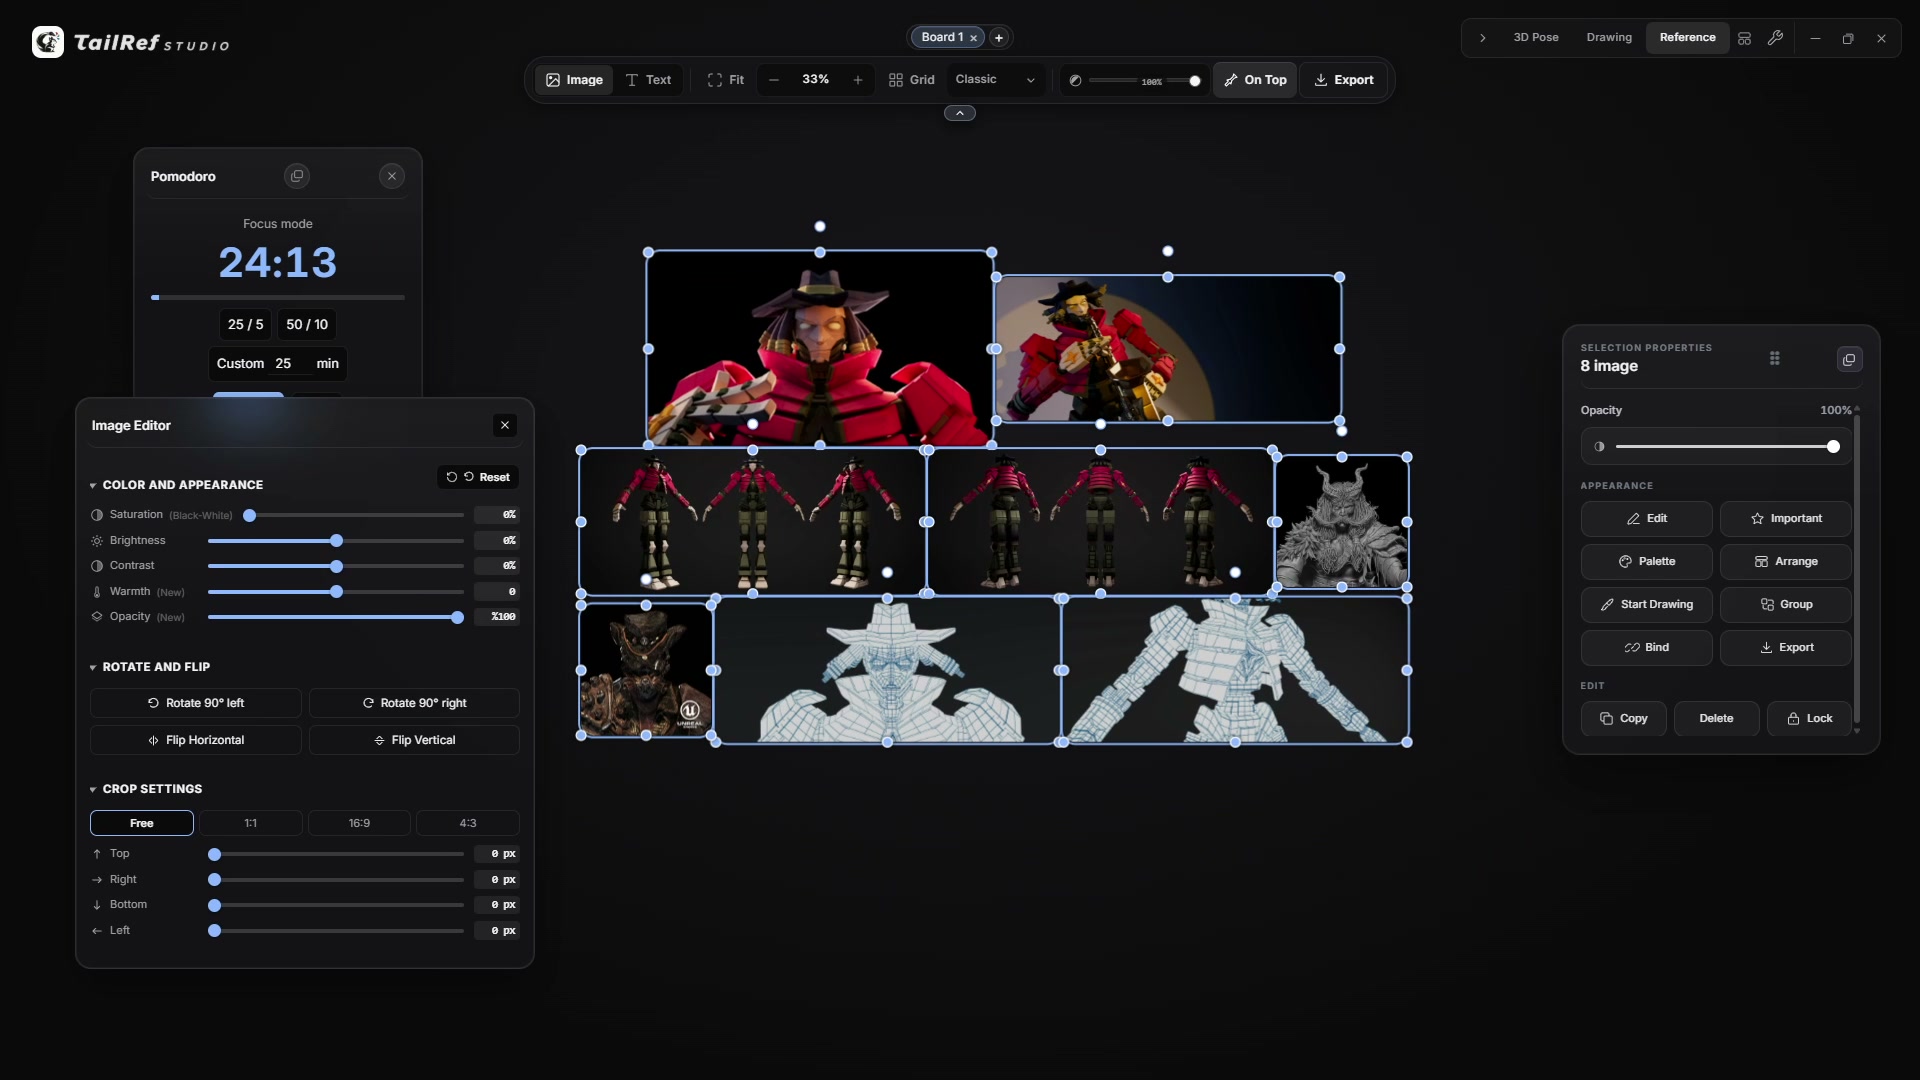 TailRef STUDIO
Board 1 × +
3D Pose Drawing Reference
Image Text Fit 33% Grid Classic 100% On Top Export
Pomodoro
Focus mode
24:13
25 / 5 50 / 10
Custom 25 min
Image Editor
COLOR AND APPEARANCE
Reset
Saturation (Black-White) 0%
Brightness 0%
Contrast 0%
Warmth (New) 0
Opacity (New) %100
ROTATE AND FLIP
Rotate 90° left Rotate 90° right
Flip Horizontal Flip Vertical
CROP SETTINGS
Free 1:1 16:9 4:3
Top 0 px
Right 0 px
Bottom 0 px
Left 0 px
UNREAL
SELECTION PROPERTIES
8 image
Opacity 100%
APPEARANCE
Edit Important
Palette Arrange
Start Drawing Group
Bind Export
EDIT
Copy Delete Lock